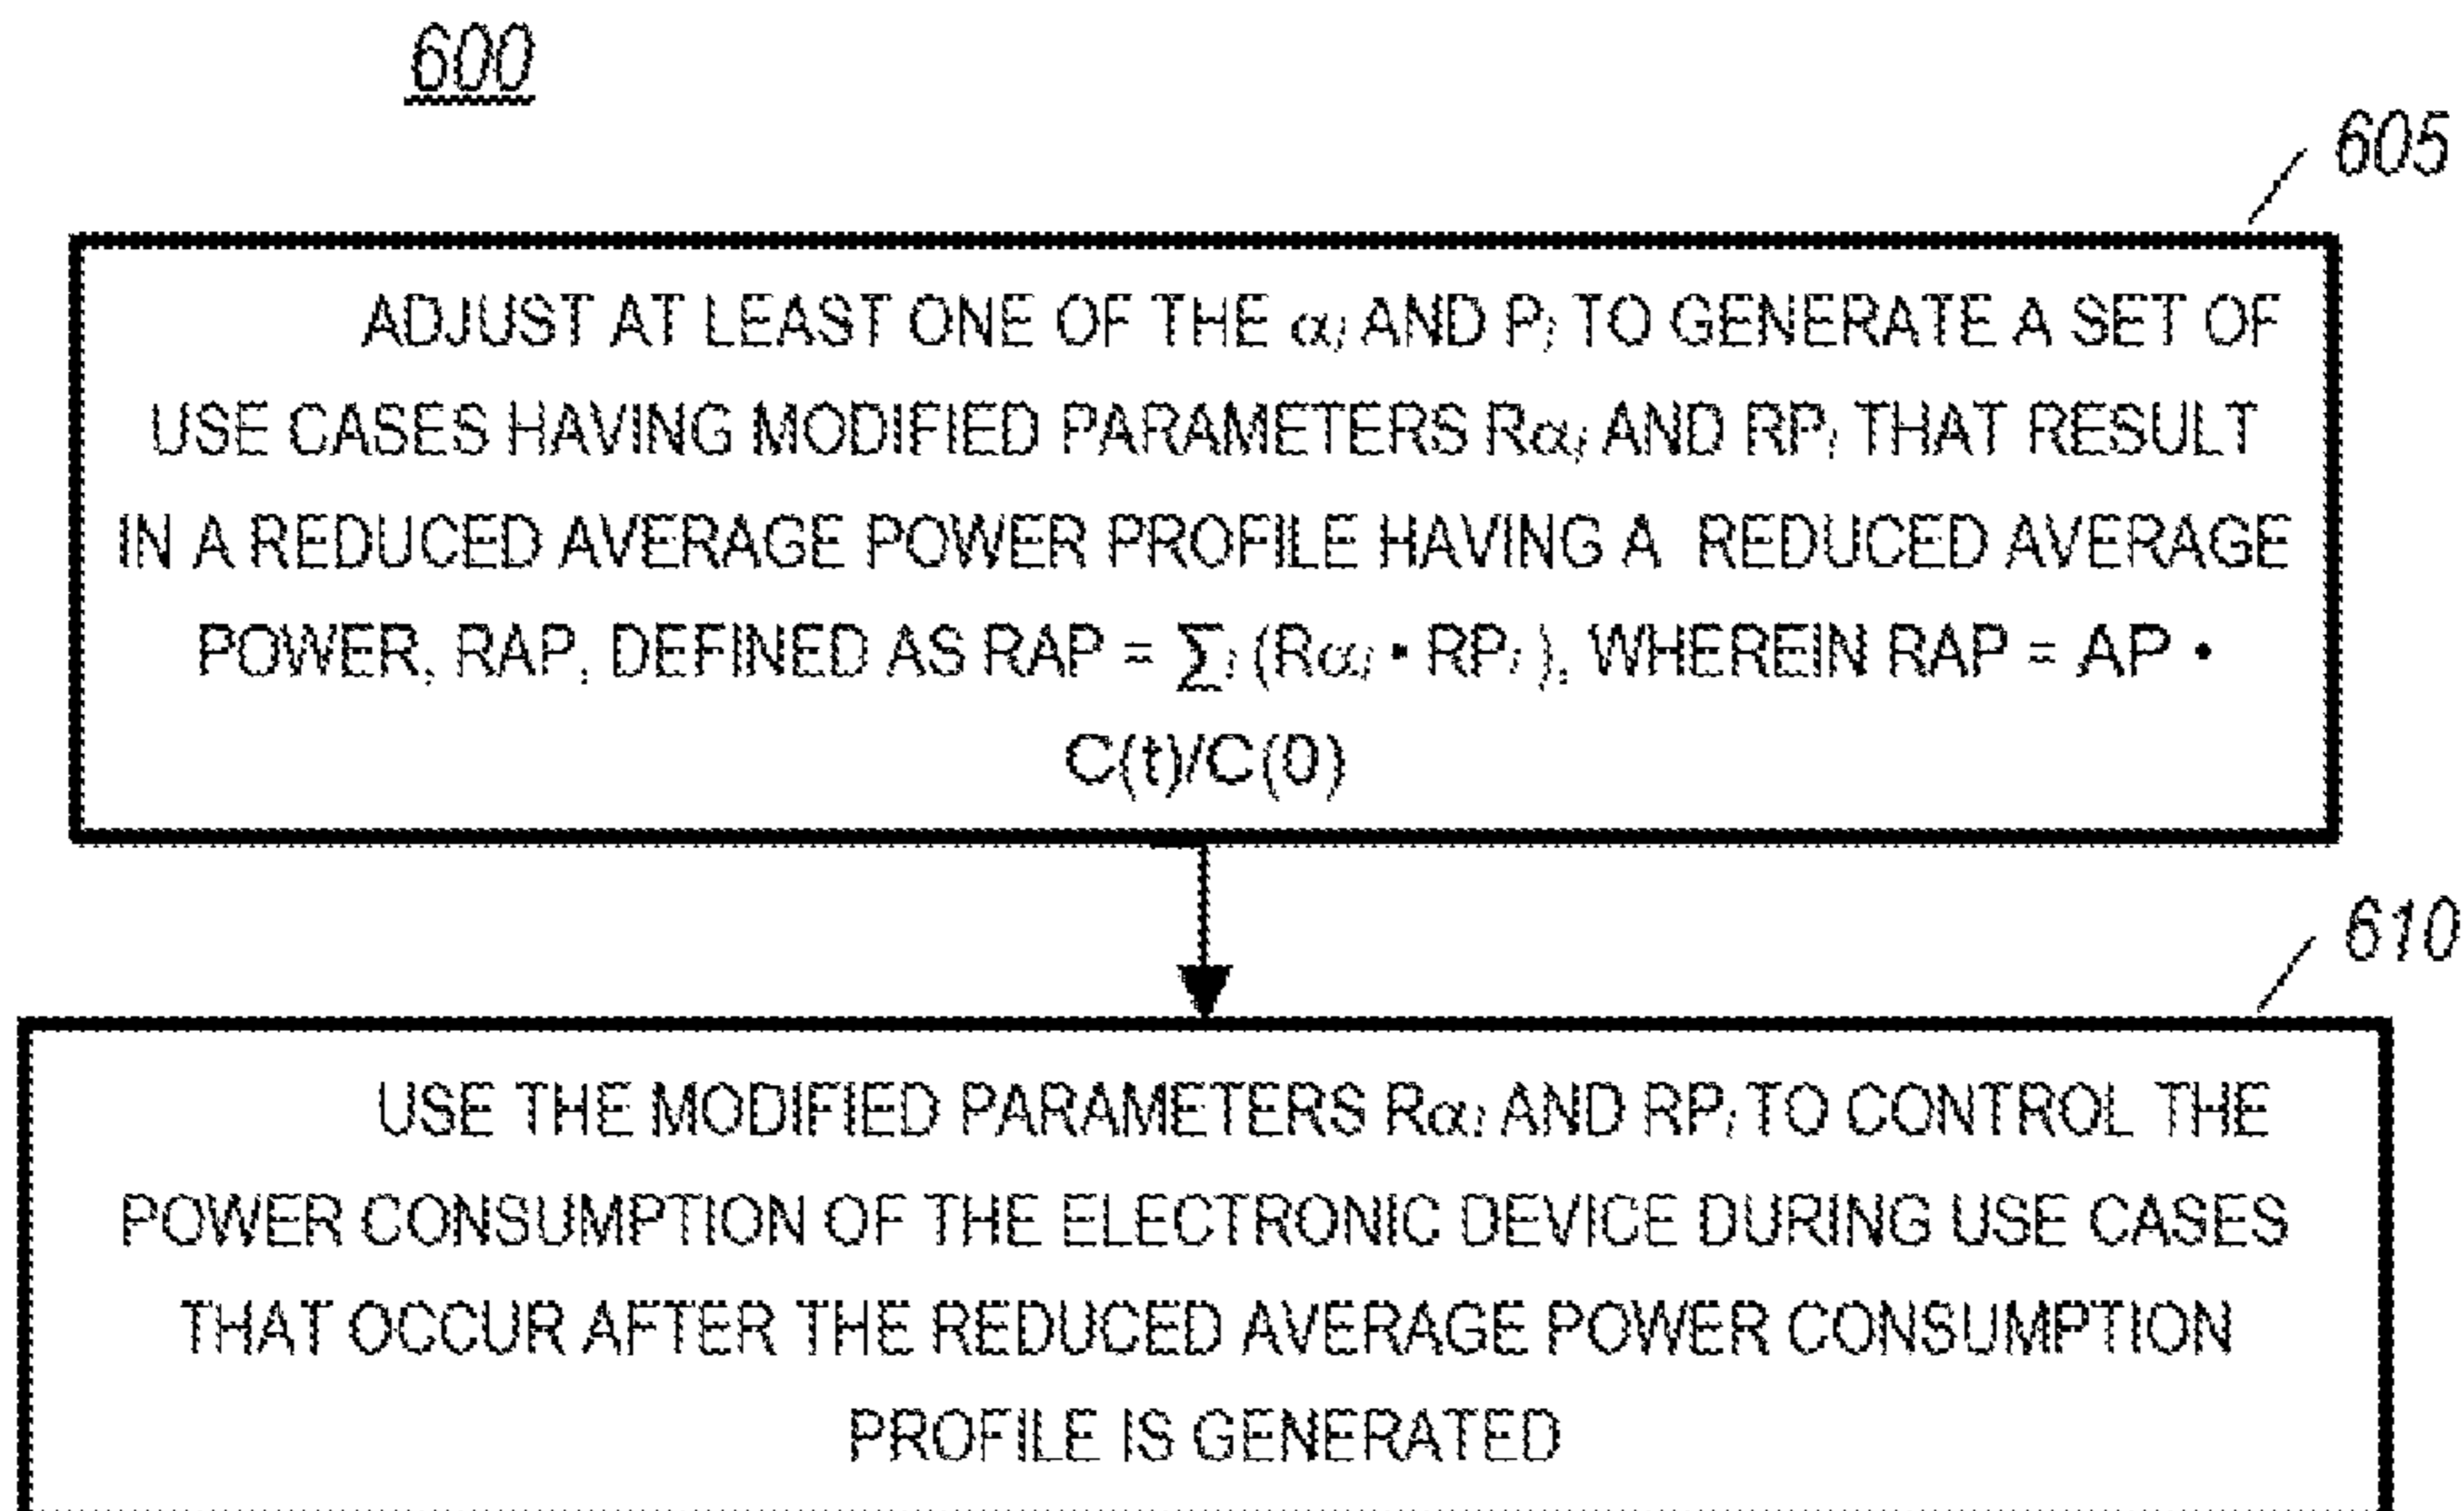 600
605
ADJUST AT LEAST ONE OF THE αᵢ AND Pᵢ TO GENERATE A SET OF
USE CASES HAVING MODIFIED PARAMETERS Rαᵢ AND RPᵢ THAT RESULT
IN A REDUCED AVERAGE POWER PROFILE HAVING A REDUCED AVERAGE
POWER, RAP, DEFINED AS RAP = ∑ᵢ (Rαᵢ • RPᵢ ), WHEREIN RAP = AP •
C(t)/C(0)
610
USE THE MODIFIED PARAMETERS Rαᵢ AND RPᵢ TO CONTROL THE
POWER CONSUMPTION OF THE ELECTRONIC DEVICE DURING USE CASES
THAT OCCUR AFTER THE REDUCED AVERAGE POWER CONSUMPTION
PROFILE IS GENERATED